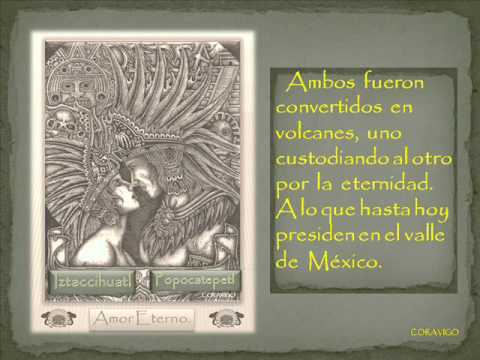 Ambos fueron
convertidos en
volcanes, uno
custodiando al otro
por la eternidad.
A lo que hasta hoy
presiden en el valle
de México.
Iztaccihuatl
Popocatepetl
CORAVIGO
Amor Eterno.
CORAVIGO